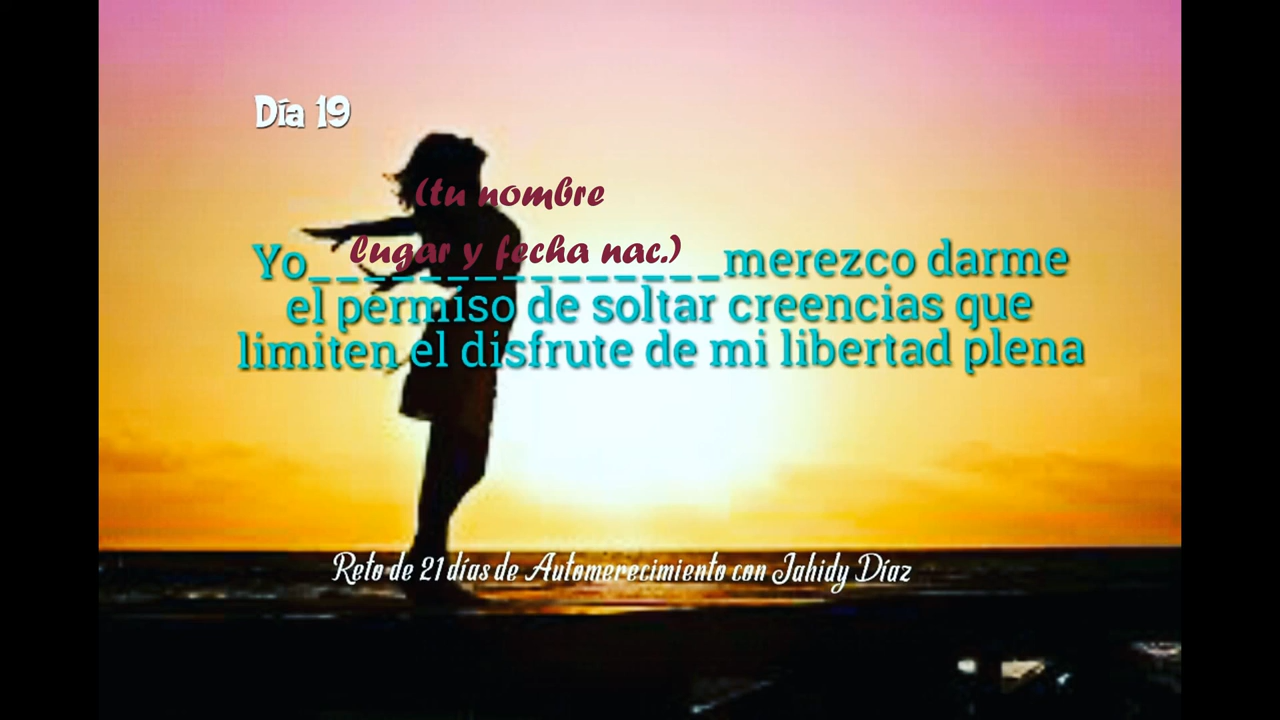 Día 19
(tu nombre
lugar y fecha nac.)
Yo_______________merezco darme
el permiso de soltar creencias que
limiten el disfrute de mi libertad plena
Reto de 21 días de Automerecimiento con Jahidy Díaz